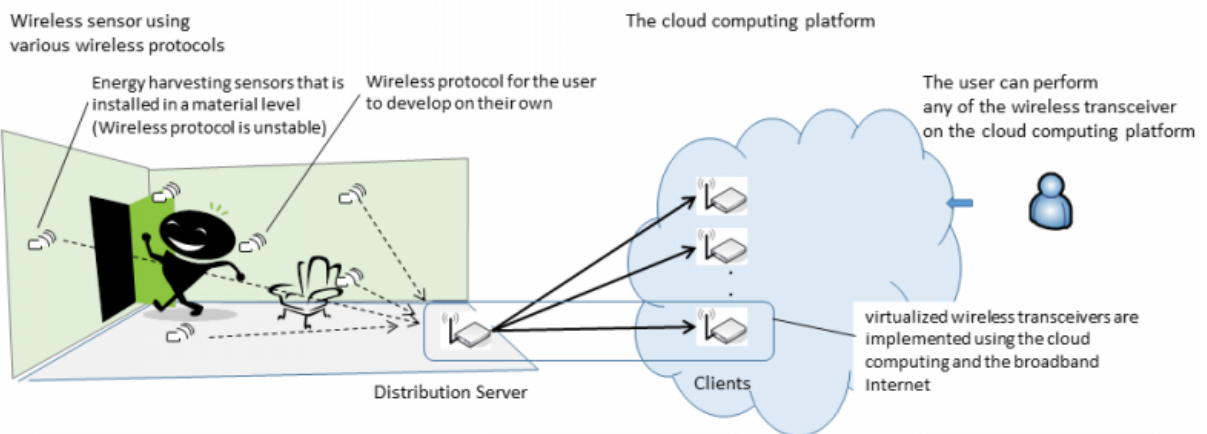 Wireless sensor using
various wireless protocols
The cloud computing platform
Energy harvesting sensors that is
installed in a material level
(Wireless protocol is unstable)
Wireless protocol for the user
to develop on their own
The user can perform
any of the wireless transceiver
on the cloud computing platform
virtualized wireless transceivers are
implemented using the cloud
computing and the broadband
Internet
Distribution Server
Clients